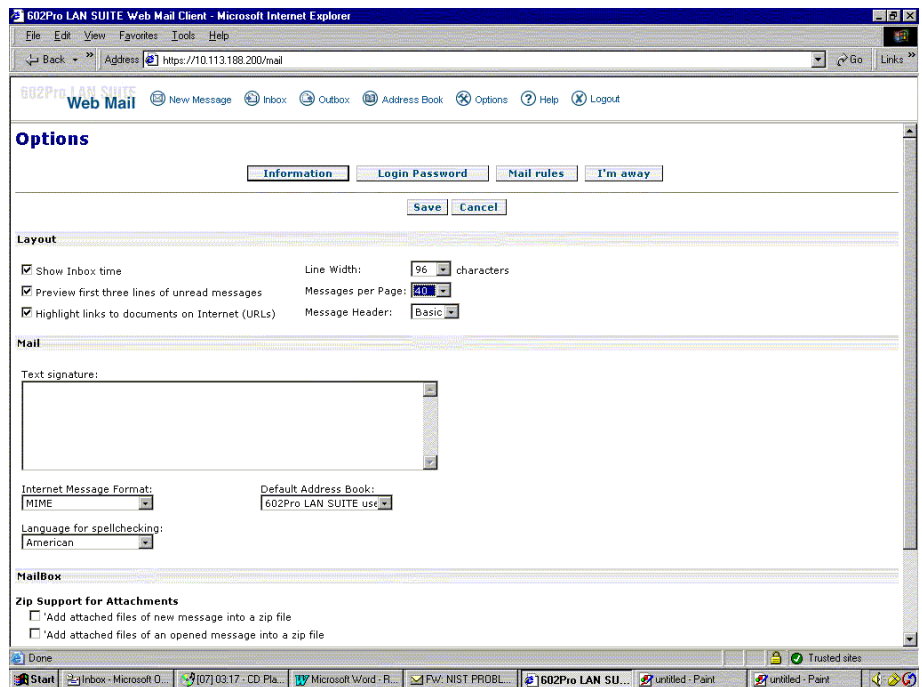 602Pro LAN SUITE Web Mail Client - Microsoft Internet Explorer
File Edit View Favorites Tools Help
Back » Address https://10.113.188.200/mail Go Links »
602Pro LAN SUITE
Web Mail New Message Inbox Outbox Address Book Options ? Help Logout
Options
Information Login Password Mail rules I'm away
Save Cancel
Layout
Show Inbox time Line Width: 96 characters
Preview first three lines of unread messages Messages per Page: 40
Highlight links to documents on Internet (URLs) Message Header: Basic
Mail
Text signature:
Internet Message Format: Default Address Book:
MIME 602Pro LAN SUITE use
Language for spellchecking:
American
MailBox
Zip Support for Attachments
'Add attached files of new message into a zip file
'Add attached files of an opened message into a zip file
Done Trusted sites
Start Inbox - Microsoft O... [07] 03:17 - CD Pla... Microsoft Word - R... FW: NIST PROBL... 602Pro LAN SU... untitled - Paint untitled - Paint